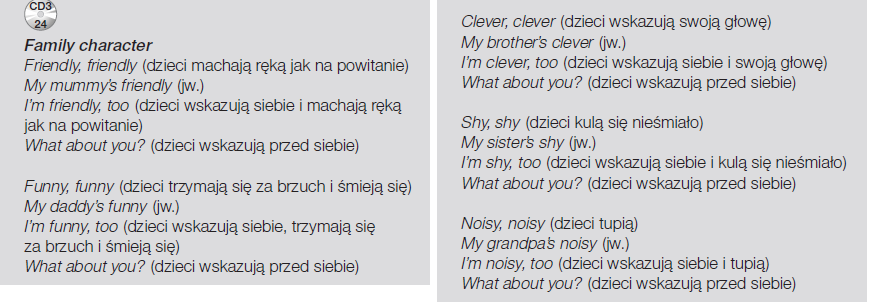 CD3
24
Family character
Friendly, friendly (dzieci machają ręką jak na powitanie)
My mummy's friendly (jw.)
I'm friendly, too (dzieci wskazują siebie i machają ręką
jak na powitanie)
What about you? (dzieci wskazują przed siebie)
Funny, funny (dzieci trzymają się za brzuch i śmieją się)
My daddy's funny (jw.)
I'm funny, too (dzieci wskazują siebie, trzymają się
za brzuch i śmieją się)
What about you? (dzieci wskazują przed siebie)
Clever, clever (dzieci wskazują swoją głowę)
My brother's clever (jw.)
I'm clever, too (dzieci wskazują siebie i swoją głowę)
What about you? (dzieci wskazują przed siebie)
Shy, shy (dzieci kulą się nieśmiało)
My sister's shy (jw.)
I'm shy, too (dzieci wskazują siebie i kulą się nieśmiało)
What about you? (dzieci wskazują przed siebie)
Noisy, noisy (dzieci tupią)
My grandpa's noisy (jw.)
I'm noisy, too (dzieci wskazują siebie i tupią)
What about you? (dzieci wskazują przed siebie)